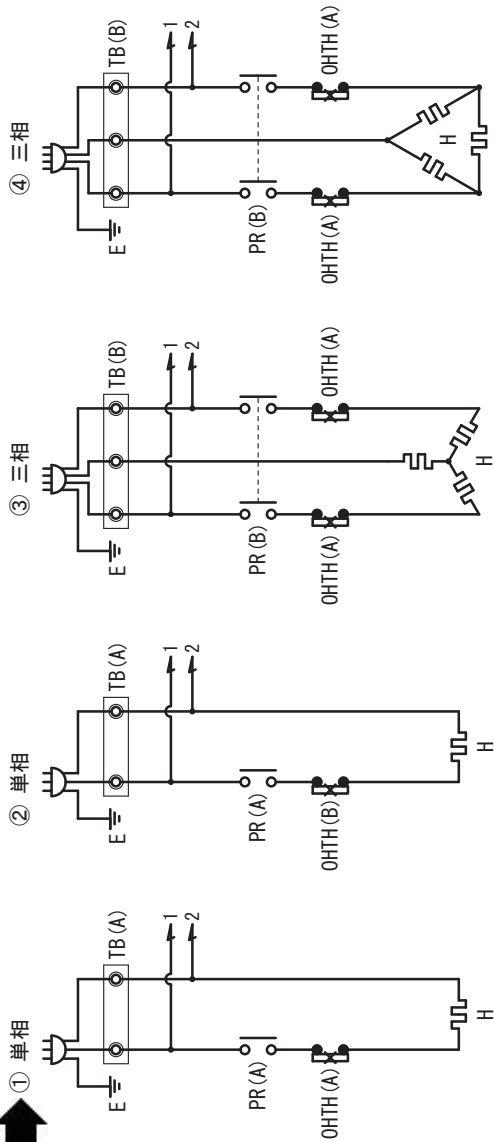 ① 単相
TB(A)
E
1
2
PR(A)
OHTH(A)
H
② 単相
TB(A)
E
1
2
PR(A)
OHTH(B)
H
③ 三相
TB(B)
E
1
2
PR(B)
OHTH(A)
OHTH(A)
H
④ 三相
TB(B)
E
1
2
PR(B)
OHTH(A)
OHTH(A)
H